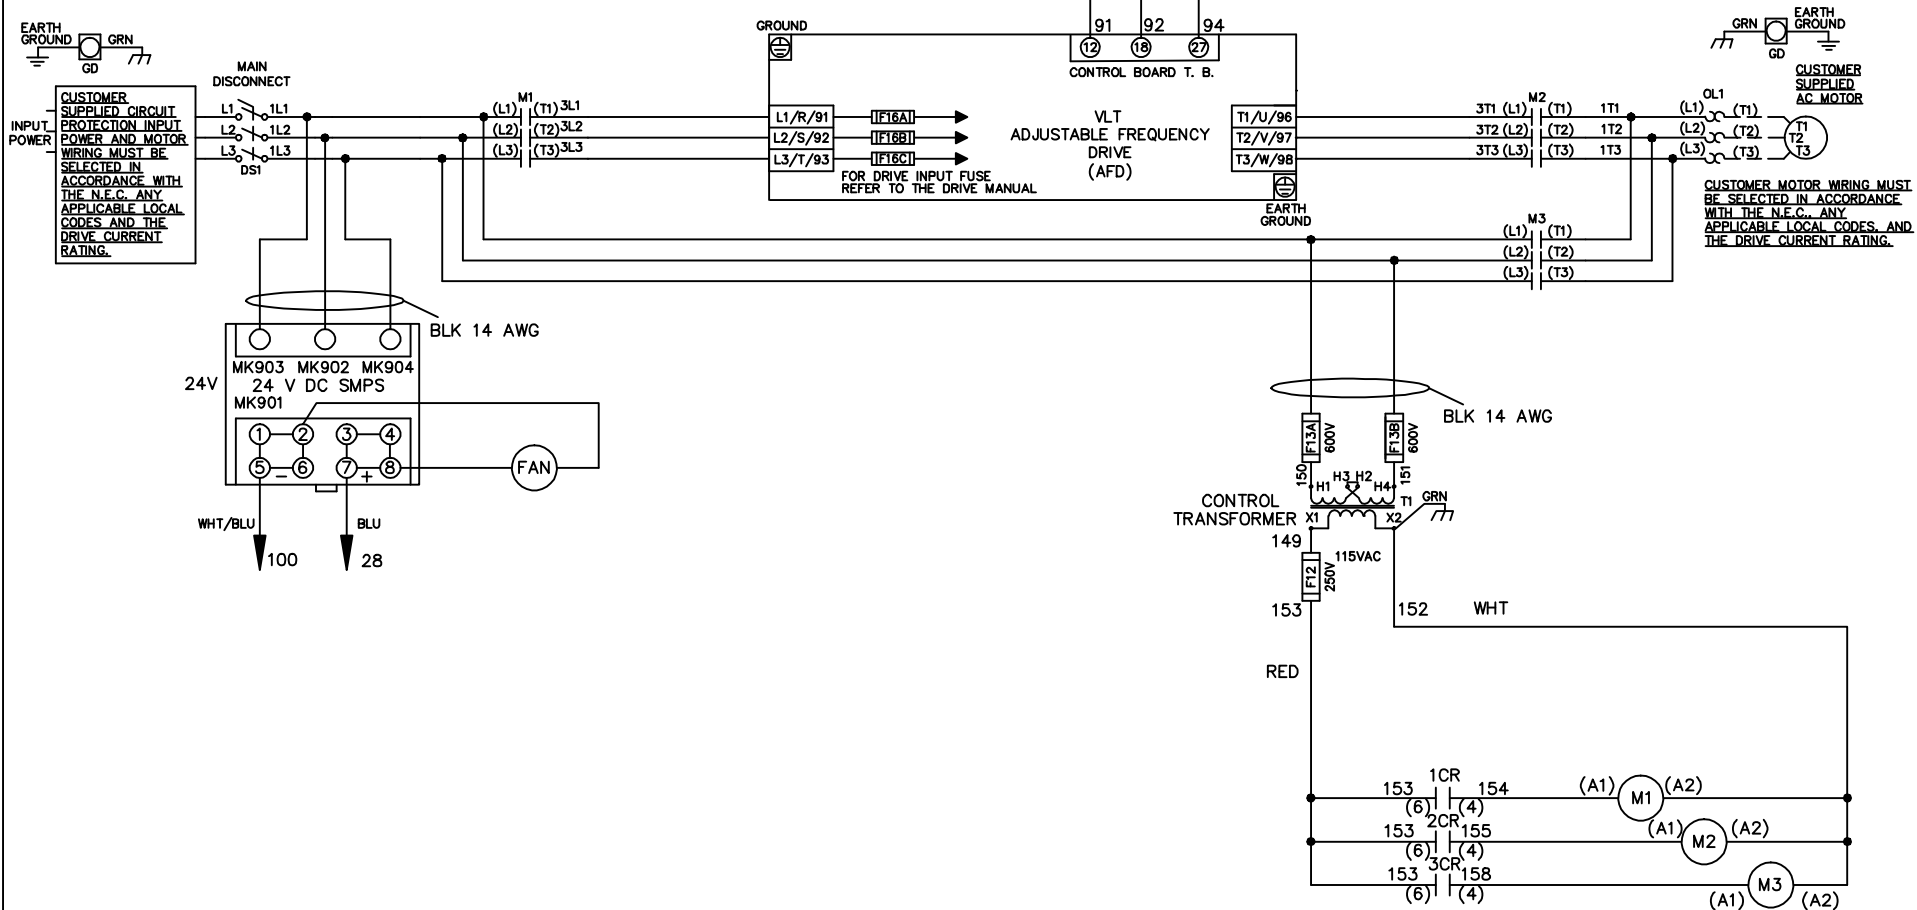 EARTH
GROUND
GRN
GD
MAIN
DISCONNECT
INPUT
POWER
CUSTOMER
SUPPLIED CIRCUIT
PROTECTION INPUT
POWER AND MOTOR
WIRING MUST BE
SELECTED IN
ACCORDANCE WITH
THE N.E.C. ANY
APPLICABLE LOCAL
CODES AND THE
DRIVE CURRENT
RATING.
L1 1L1
L2 1L2
L3 1L3
DS1
M1
(L1) (T1) 3L1
(L2) (T2) 3L2
(L3) (T3) 3L3
GROUND
91 92 94
12 18 27
CONTROL BOARD T. B.
L1/R/91 F16A
L2/S/92 F16B
L3/T/93 F16C
FOR DRIVE INPUT FUSE
REFER TO THE DRIVE MANUAL
VLT
ADJUSTABLE FREQUENCY
DRIVE
(AFD)
T1/U/96
T2/V/97
T3/W/98
EARTH
GROUND
M2
3T1 (L1) (T1) 1T1
3T2 (L2) (T2) 1T2
3T3 (L3) (T3) 1T3
M3
(L1) (T1)
(L2) (T2)
(L3) (T3)
GRN
EARTH
GROUND
GD
CUSTOMER
SUPPLIED
AC MOTOR
OL1
(L1) (T1)
(L2) (T2)
(L3) (T3)
T1
T2
T3
CUSTOMER MOTOR WIRING MUST
BE SELECTED IN ACCORDANCE
WITH THE N.E.C., ANY
APPLICABLE LOCAL CODES, AND
THE DRIVE CURRENT RATING.
BLK 14 AWG
MK903 MK902 MK904
24V
24 V DC SMPS
MK901
1 2 3 4
5 - 6 7 + 8
FAN
WHT/BLU
BLU
100
28
BLK 14 AWG
F13A
600V
F13B
600V
150
151
H1 H3 H2 H4
T1
GRN
CONTROL
TRANSFORMER
X1 X2
149
115VAC
F12
250V
153
152
WHT
RED
1CR
153 154
(6) (4)
(A1) M1 (A2)
2CR
153 155
(6) (4)
(A1) M2 (A2)
3CR
153 158
(6) (4)
(A1) M3 (A2)